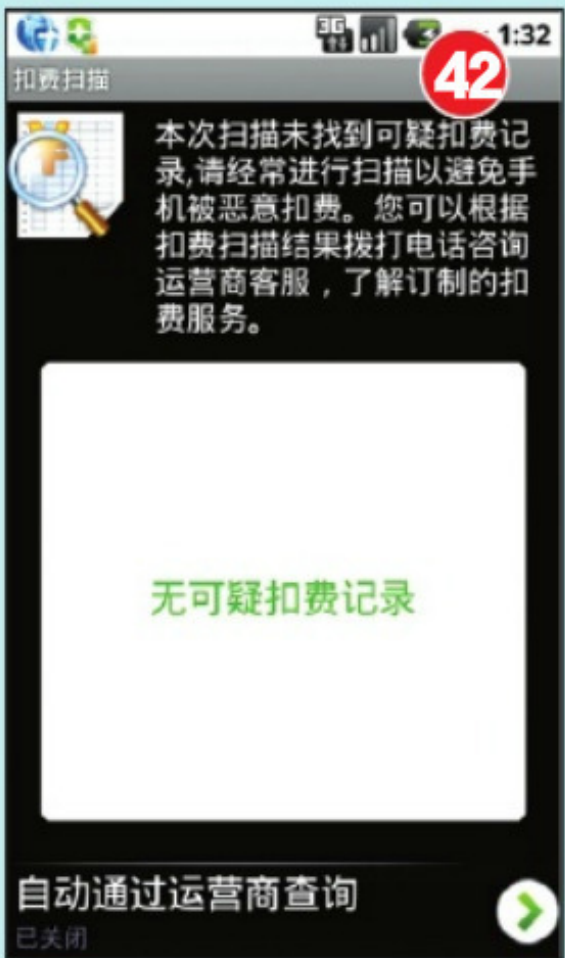 3G
1:32
42
扣费扫描
本次扫描未找到可疑扣费记
录,请经常进行扫描以避免手
机被恶意扣费。您可以根据
扣费扫描结果拨打电话咨询
运营商客服，了解订制的扣
费服务。
无可疑扣费记录
自动通过运营商查询
已关闭